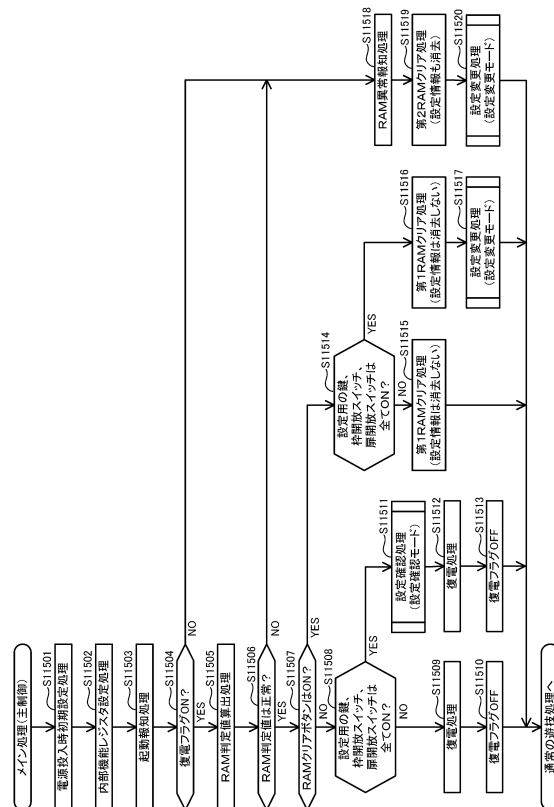 メイン処理(主制御)
S11501
電源投入時初期設定処理
S11502
内部機能レジスタ設定処理
S11503
起動報知処理
S11504
復電フラグON？
NO
YES
S11505
RAM判定値算出処理
S11506
RAM判定値は正常？
NO
YES
S11507
RAMクリアボタンはON？
YES
NO
S11508
設定用の鍵、
枠開放スイッチ、
扉開放スイッチは
全てON？
YES
NO
S11509
復電処理
S11510
復電フラグOFF
S11511
設定確認処理
(設定確認モード)
S11512
復電処理
S11513
復電フラグOFF
S11514
設定用の鍵、
枠開放スイッチ、
扉開放スイッチは
全てON？
YES
NO
S11515
第1RAMクリア処理
(設定情報は消去しない)
S11516
第1RAMクリア処理
(設定情報は消去しない)
S11517
設定変更処理
(設定変更モード)
S11518
RAM異常報知処理
S11519
第2RAMクリア処理
(設定情報も消去)
S11520
設定変更処理
(設定変更モード)
通常の遊技処理へ